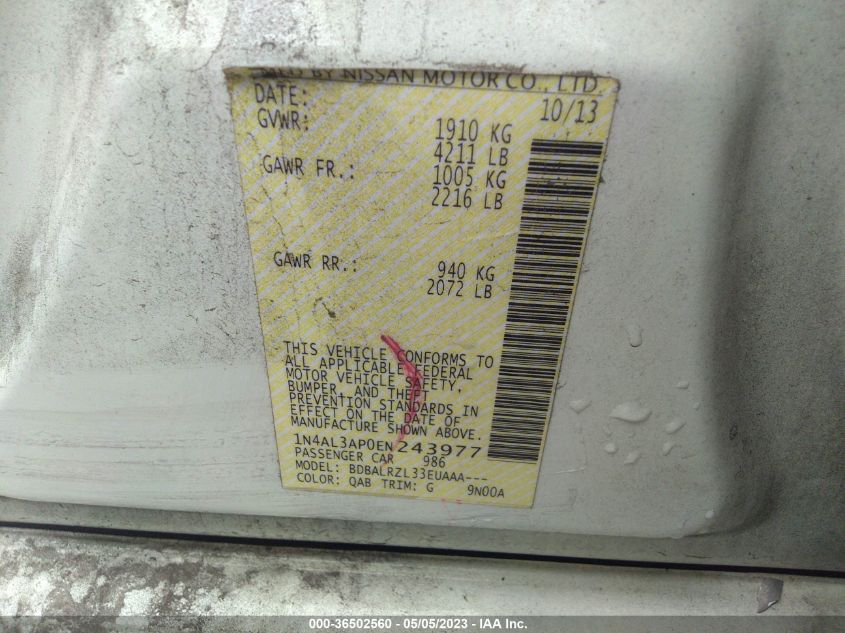 BY NISSAN MOTOR CO., LTD.
DATE: 10/13
GVWR: 1910 KG
4211 LB
GAWR FR.: 1005 KG
2216 LB
GAWR RR.: 940 KG
2072 LB
THIS VEHICLE CONFORMS TO
ALL APPLICABLE FEDERAL
MOTOR VEHICLE SAFETY,
BUMPER, AND THEFT
PREVENTION STANDARDS IN
EFFECT ON THE DATE OF
MANUFACTURE SHOWN ABOVE.
1N4AL3AP0EN243977
PASSENGER CAR 986
MODEL: BDBALRZL33EUAAA---
COLOR: QAB TRIM: G 9N00A
000-36502560 - 05/05/2023 - IAA Inc.